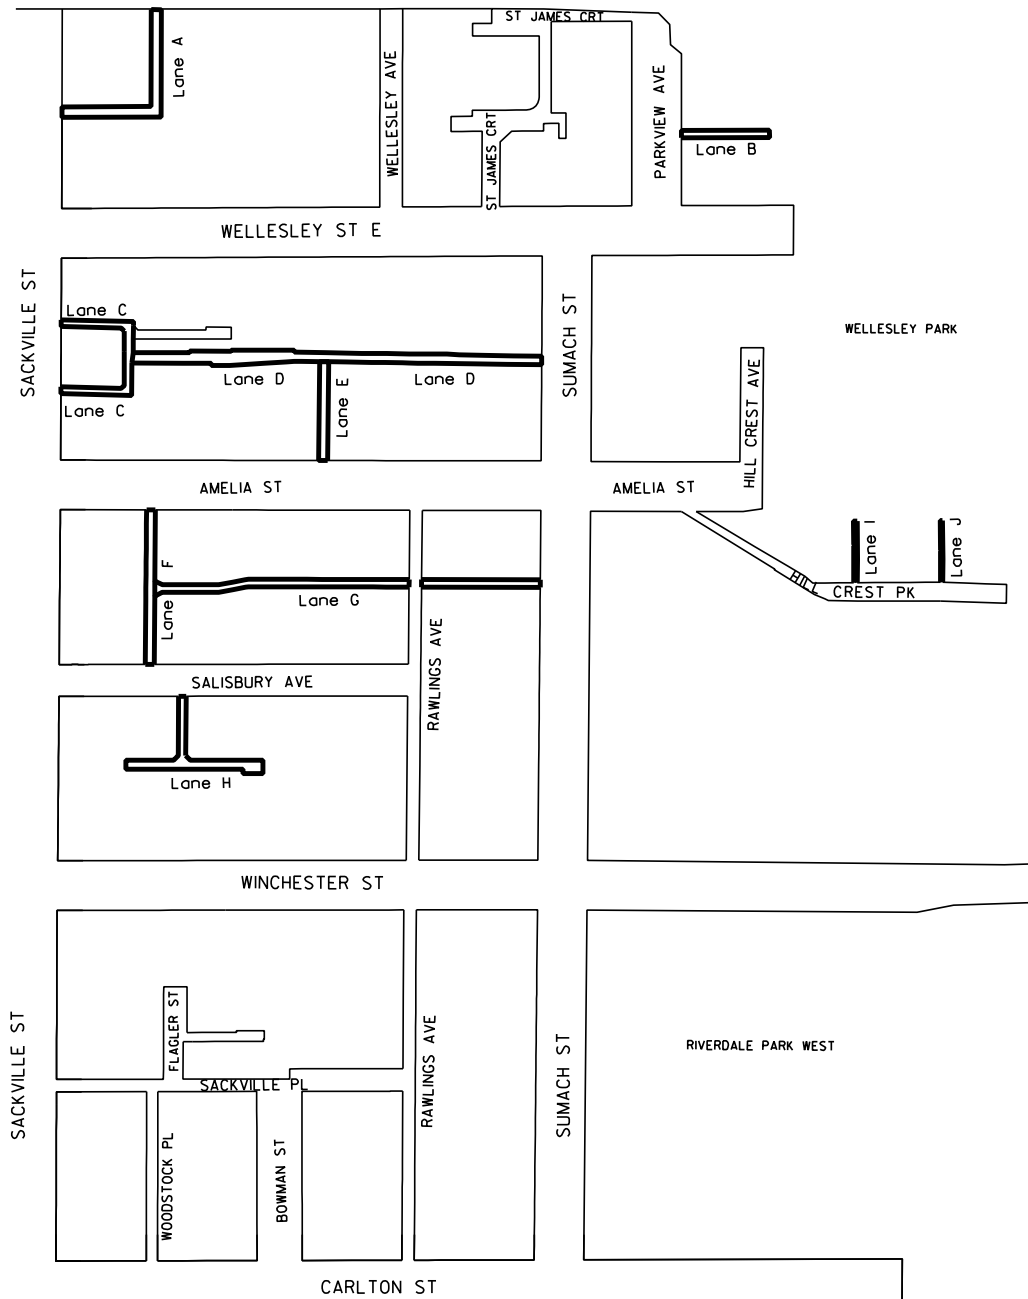 ST JAMES CRT
Lane A
WELLESLEY AVE
PARKVIEW AVE
ST JAMES CRT
Lane B
WELLESLEY ST E
SACKVILLE ST
SUMACH ST
Lane C
WELLESLEY PARK
Lane D
Lane D
Lane C
Lane E
HILL CREST AVE
AMELIA ST
AMELIA ST
Lane F
Lane G
Lane I
Lane J
HILL CREST PK
RAWLINGS AVE
SALISBURY AVE
Lane H
WINCHESTER ST
SACKVILLE ST
FLAGLER ST
RAWLINGS AVE
SUMACH ST
RIVERDALE PARK WEST
SACKVILLE PL
WOODSTOCK PL
BOWMAN ST
CARLTON ST